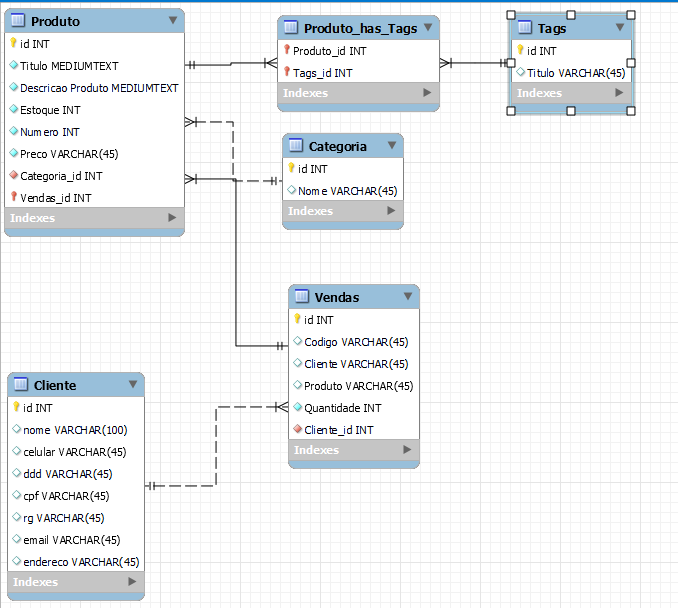 Produto
id INT
Titulo MEDIUMTEXT
Descricao Produto MEDIUMTEXT
Estoque INT
Numero INT
Preco VARCHAR(45)
Categoria_id INT
Vendas_id INT
Indexes
Produto_has_Tags
Produto_id INT
Tags_id INT
Indexes
Tags
id INT
Titulo VARCHAR(45)
Indexes
Categoria
id INT
Nome VARCHAR(45)
Indexes
Vendas
id INT
Codigo VARCHAR(45)
Cliente VARCHAR(45)
Produto VARCHAR(45)
Quantidade INT
Cliente_id INT
Indexes
Cliente
id INT
nome VARCHAR(100)
celular VARCHAR(45)
ddd VARCHAR(45)
cpf VARCHAR(45)
rg VARCHAR(45)
email VARCHAR(45)
endereco VARCHAR(45)
Indexes